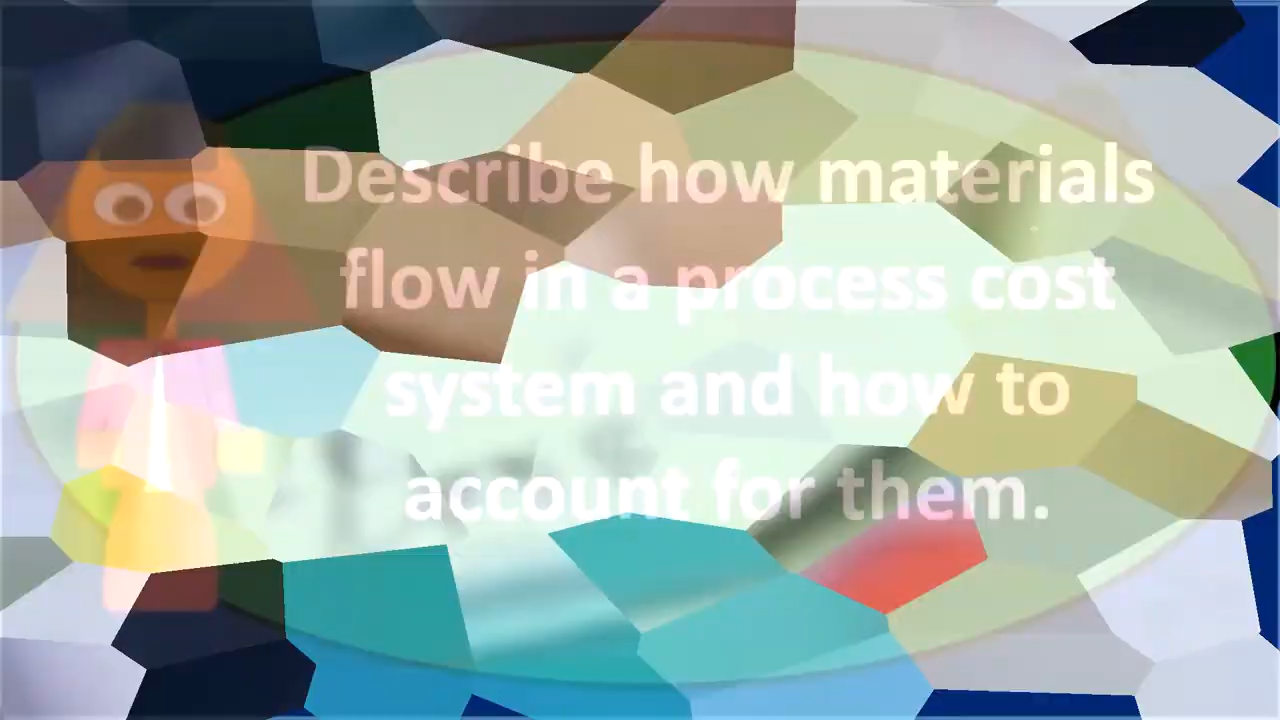 Describe how materials
flow in a process cost
system and how to
account for them.